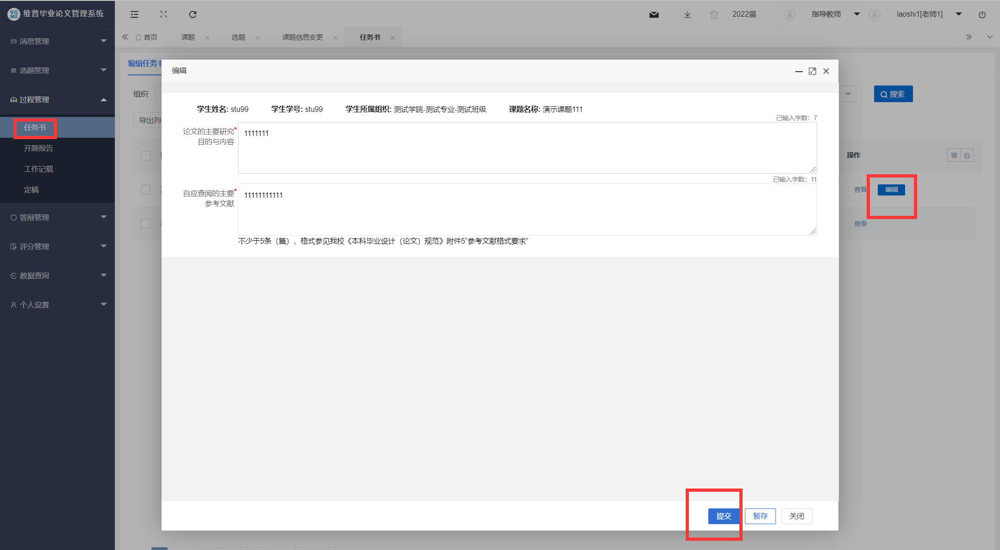 VG
MS
维普毕业论文管理系统
2022届
指导教师
laoshi1[老师1]
首页
课题
选题
课题信息变更
任务书
消息管理
选题管理
过程管理
任务书
开题报告
工作记载
定稿
答辩管理
评分管理
数据查询
个人设置
编辑任务书
组织
搜索
导出列
操作
查看
编辑
查看
编辑
学生姓名: stu99 学生学号: stu99 学生所属组织: 测试学院-测试专业-测试班级 课题名称: 演示课题111
已输入字数：7
论文的主要研究*
目的与内容
1111111
已输入字数：11
自应查阅的主要*
参考文献
11111111111
不少于5条（篇），格式参见我校《本科毕业设计（论文）规范》附件5“参考文献格式要求”
提交
暂存
关闭